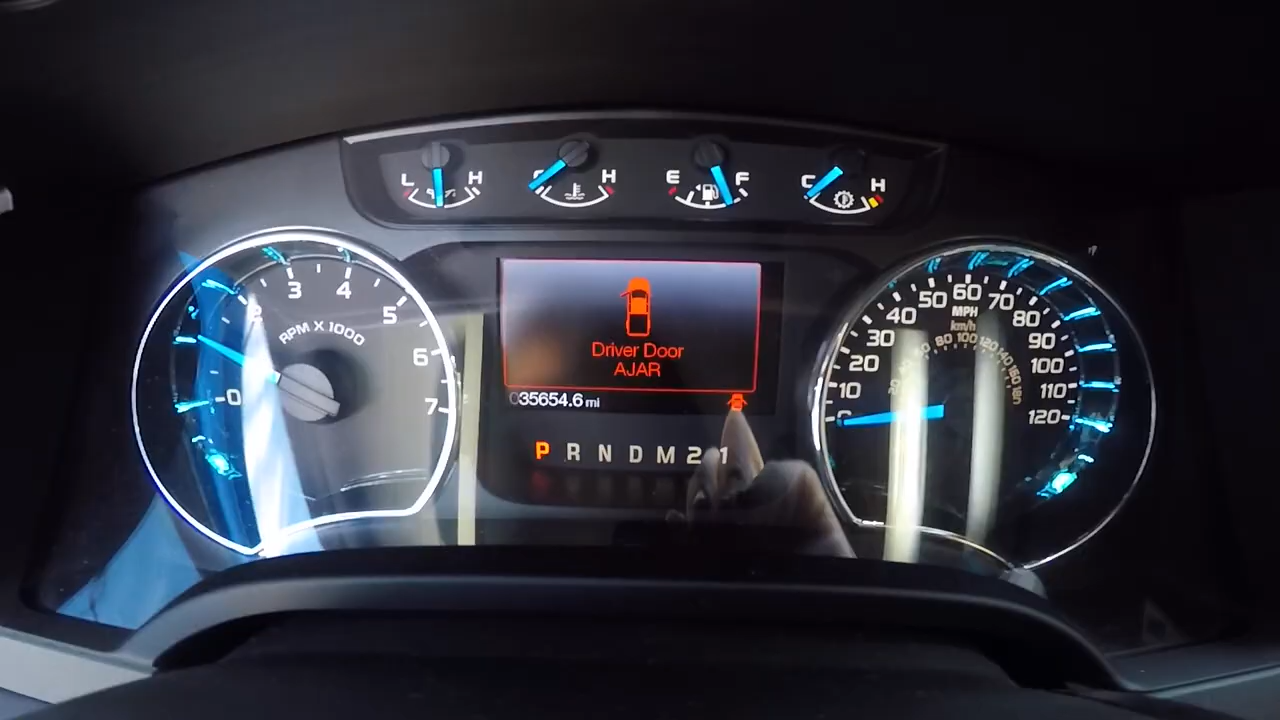 L H
C H
E F
C H
0 2 3 4 5 6 7
RPM X 1000
Driver Door
AJAR
035654.6 mi
P R N D M 2 1
0 10 20 30 40 50 60 70 80 90 100 110 120
MPH
km/h
20 40 60 80 100 120 140 160 180